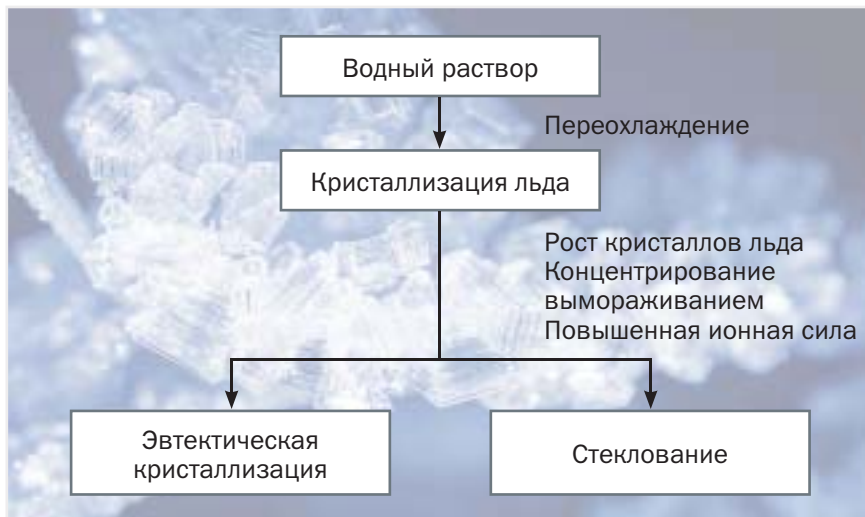 Водный раствор
Переохлаждение
Кристаллизация льда
Рост кристаллов льда
Концентрирование
вымораживанием
Повышенная ионная сила
Эвтектическая
кристаллизация
Стеклование